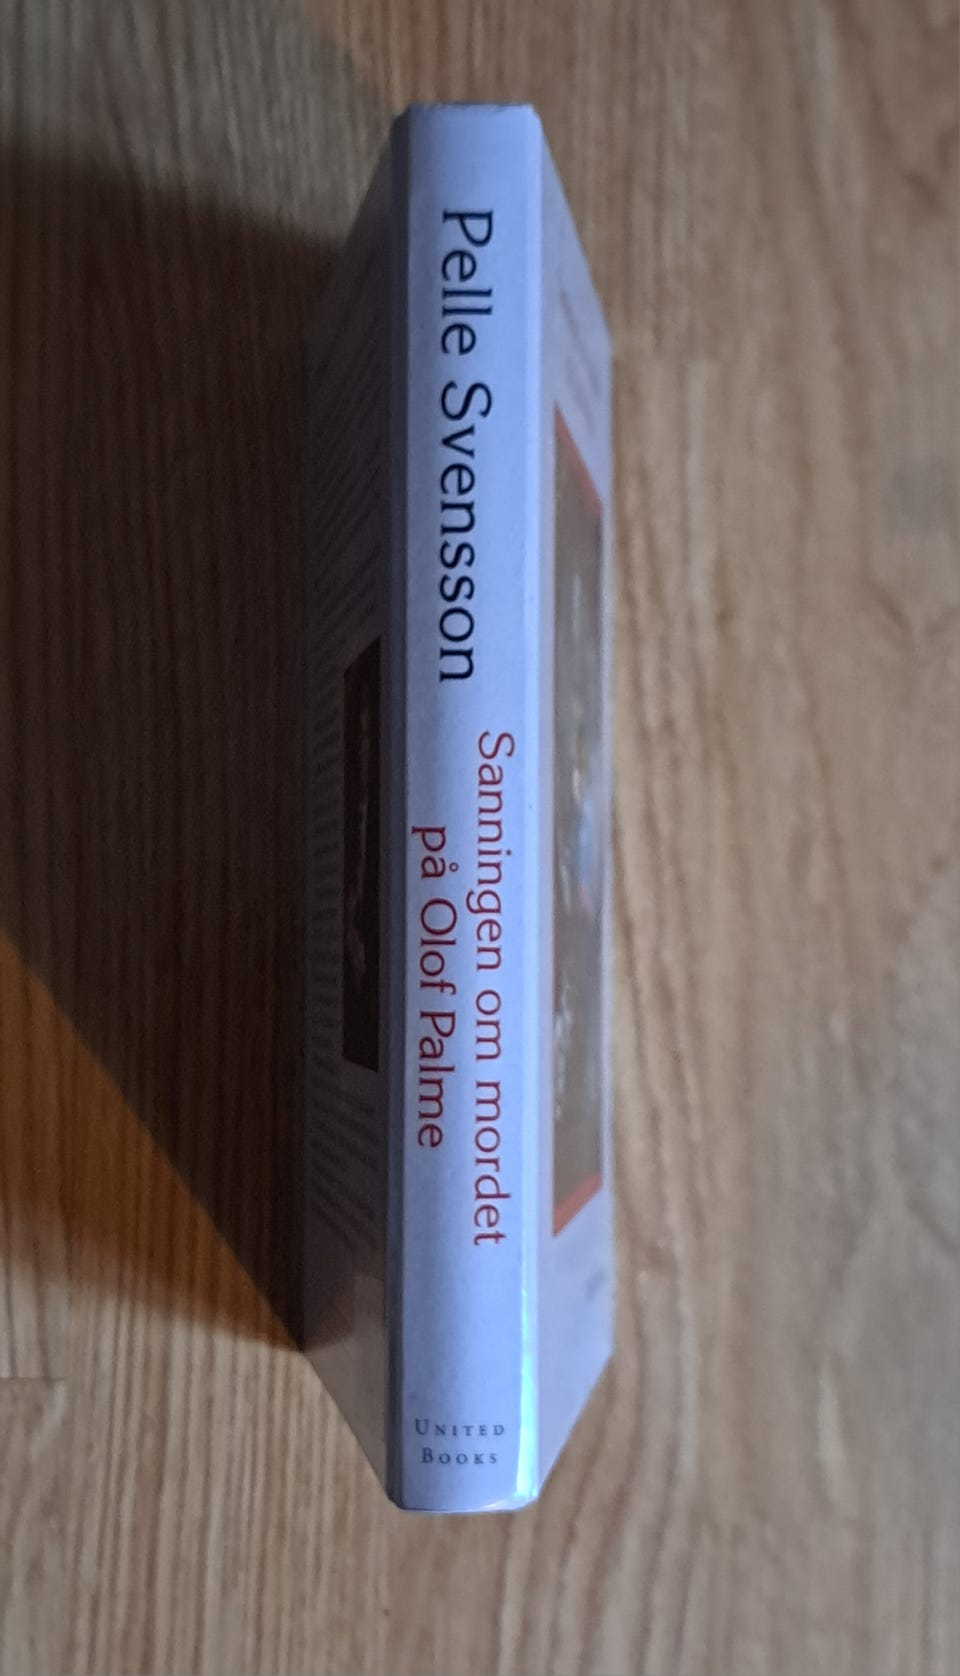 Pelle Svensson
Sanningen om mordet
på Olof Palme
UNITED
BOOKS